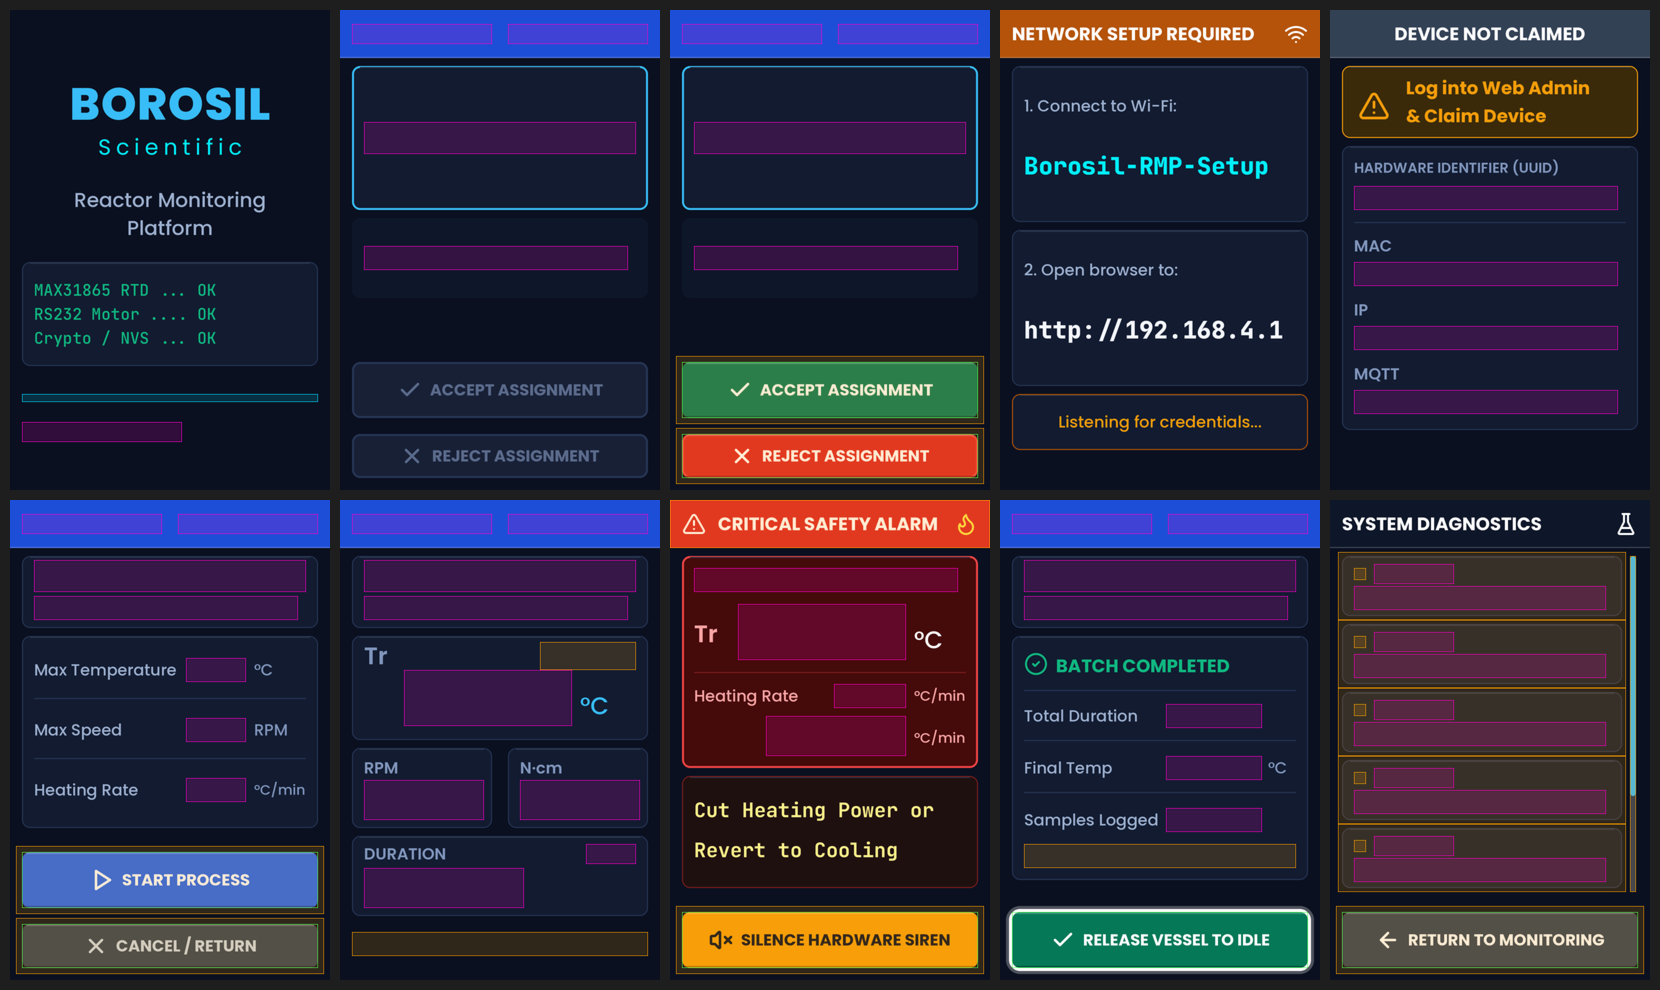 BOROSIL
Scientific
Reactor Monitoring
Platform
MAX31865 RTD ... OK
RS232 Motor .... OK
Crypto / NVS ... OK
ACCEPT ASSIGNMENT
REJECT ASSIGNMENT
ACCEPT ASSIGNMENT
REJECT ASSIGNMENT
NETWORK SETUP REQUIRED
1. Connect to Wi-Fi:
Borosil-RMP-Setup
2. Open browser to:
http://192.168.4.1
Listening for credentials...
DEVICE NOT CLAIMED
Log into Web Admin
& Claim Device
HARDWARE IDENTIFIER (UUID)
MAC
IP
MQTT
Max Temperature °C
Max Speed RPM
Heating Rate °C/min
START PROCESS
CANCEL / RETURN
Tr
°C
RPM N·cm
DURATION
CRITICAL SAFETY ALARM
Tr °C
Heating Rate °C/min
°C/min
Cut Heating Power or
Revert to Cooling
SILENCE HARDWARE SIREN
BATCH COMPLETED
Total Duration
Final Temp °C
Samples Logged
RELEASE VESSEL TO IDLE
SYSTEM DIAGNOSTICS
RETURN TO MONITORING